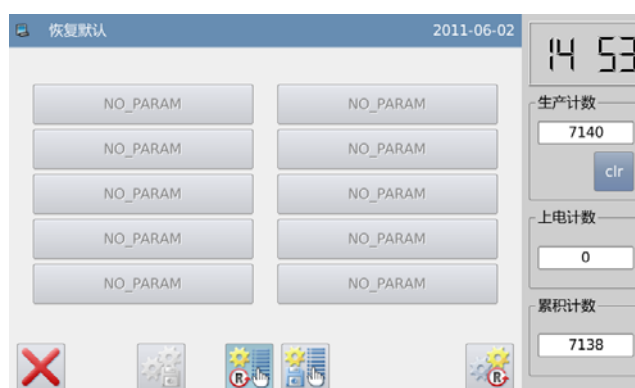 恢复默认 2011-06-02
14 53
NO_PARAM NO_PARAM
NO_PARAM NO_PARAM
NO_PARAM NO_PARAM
NO_PARAM NO_PARAM
NO_PARAM NO_PARAM
生产计数
7140
clr
上电计数
0
累积计数
7138
R R R